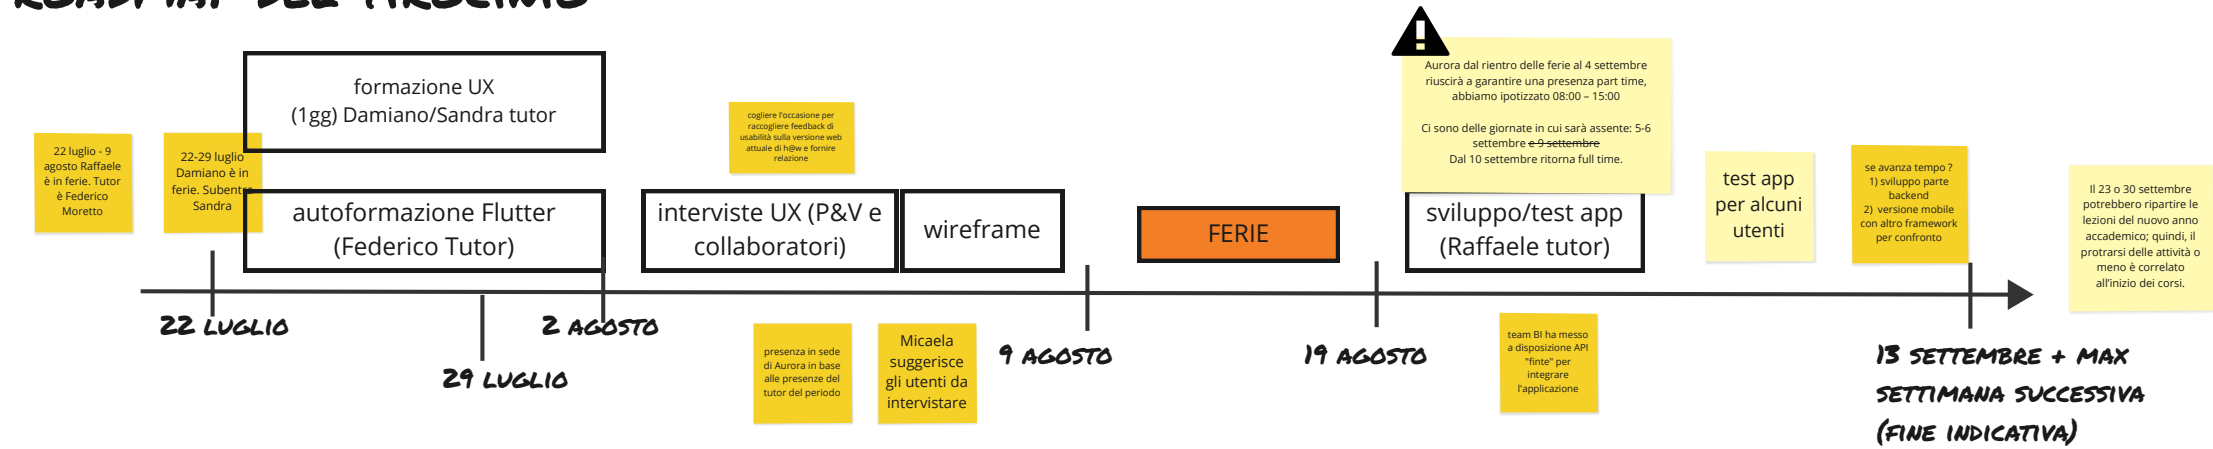 ROADMAP DEL TIROCINIO
formazione UX
(1gg) Damiano/Sandra tutor
22 luglio - 9
agosto Raffaele
è in ferie. Tutor
è Federico
Moretto
22-29 luglio
Damiano è in
ferie. Subentra
Sandra
autoformazione Flutter
(Federico Tutor)
cogliere l'occasione per
raccogliere feedback di
usabilità sulla versione web
attuale di h@w e fornire
relazione
interviste UX (P&V e
collaboratori)
wireframe
FERIE
Aurora dal rientro delle ferie al 4 settembre
riuscirà a garantire una presenza part time,
abbiamo ipotizzato 08:00 – 15:00
Ci sono delle giornate in cui sarà assente: 5-6
settembre e 9 settembre
Dal 10 settembre ritorna full time.
sviluppo/test app
(Raffaele tutor)
test app
per alcuni
utenti
se avanza tempo ?
1) sviluppo parte
backend
2) versione mobile
con altro framework
per confronto
Il 23 o 30 settembre
potrebbero ripartire le
lezioni del nuovo anno
accademico; quindi, il
protrarsi delle attività o
meno è correlato
all'inizio dei corsi.
22 LUGLIO
29 LUGLIO
2 AGOSTO
presenza in sede
di Aurora in base
alle presenze del
tutor del periodo
Micaela
suggerisce
gli utenti da
intervistare
9 AGOSTO
19 AGOSTO
team BI ha messo
a disposizione API
"finte" per
integrare
l'applicazione
13 SETTEMBRE + MAX
SETTIMANA SUCCESSIVA
(FINE INDICATIVA)